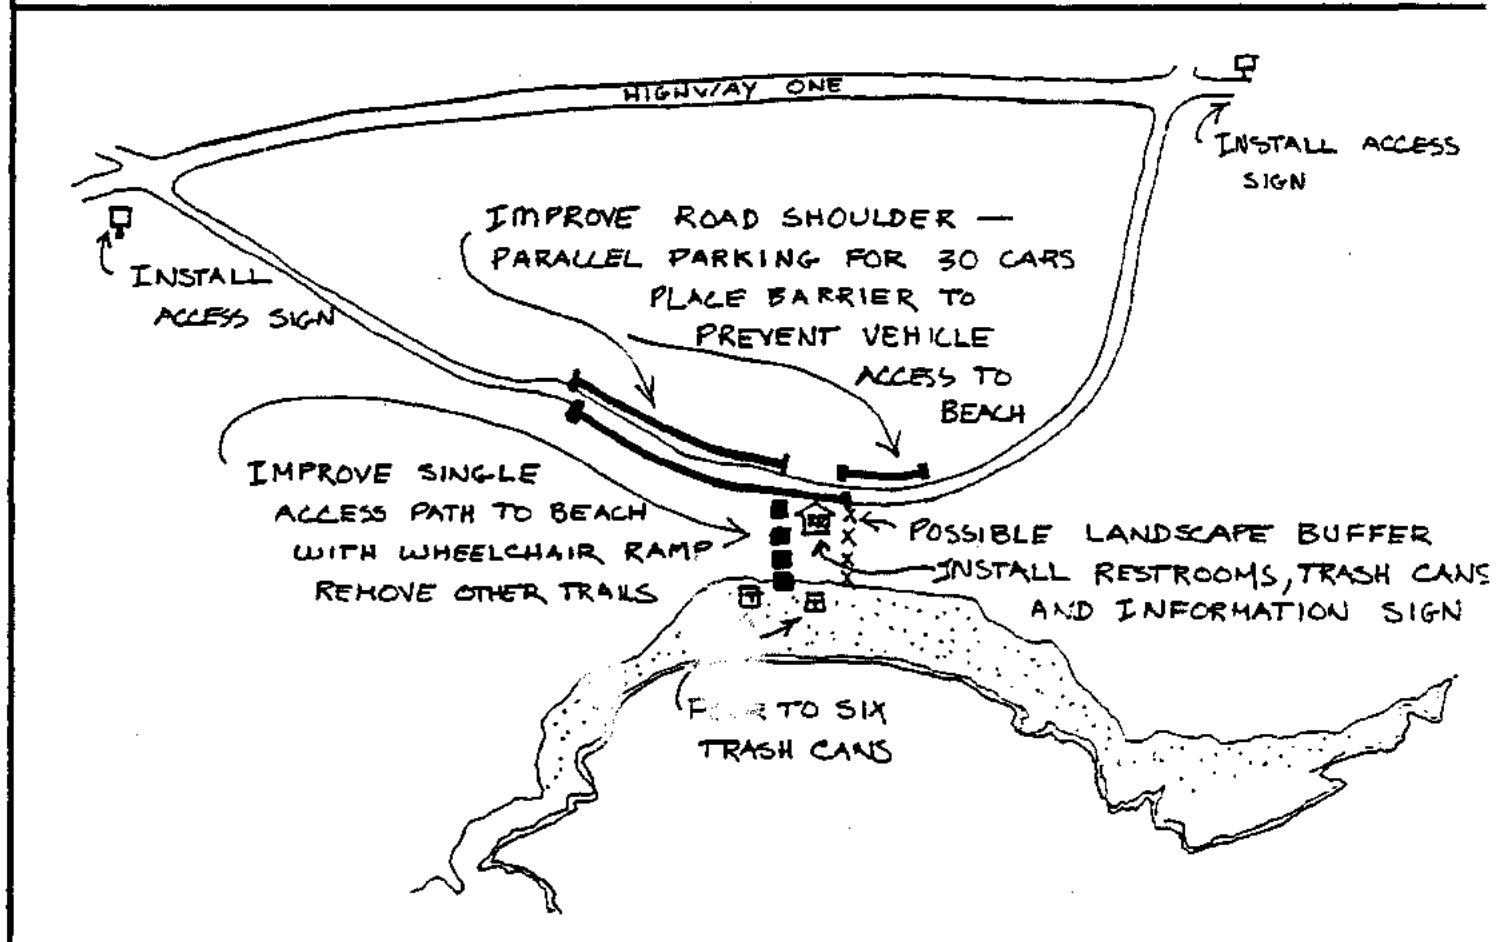 HIGHWAY ONE
INSTALL ACCESS
SIGN
INSTALL
ACCESS SIGN
IMPROVE ROAD SHOULDER —
PARALLEL PARKING FOR 30 CARS
PLACE BARRIER TO
PREVENT VEHICLE
ACCESS TO
BEACH
IMPROVE SINGLE
ACCESS PATH TO BEACH
WITH WHEELCHAIR RAMP
REMOVE OTHER TRAILS
POSSIBLE LANDSCAPE BUFFER
INSTALL RESTROOMS, TRASH CANS
AND INFORMATION SIGN
TO SIX
TRASH CANS